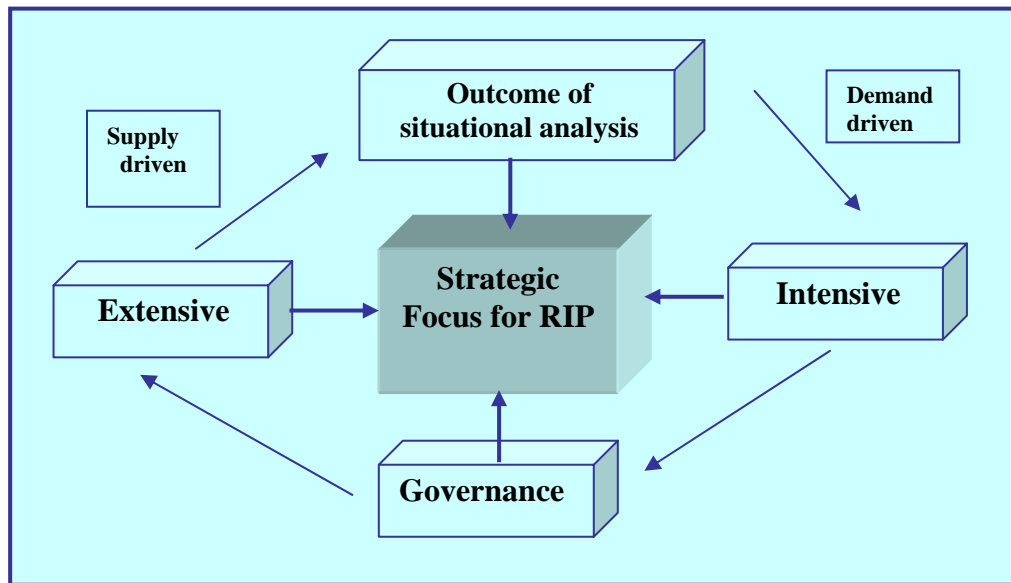 Outcome of
situational analysis
Demand
driven
Supply
driven
Strategic
Focus for RIP
Extensive
Intensive
Governance